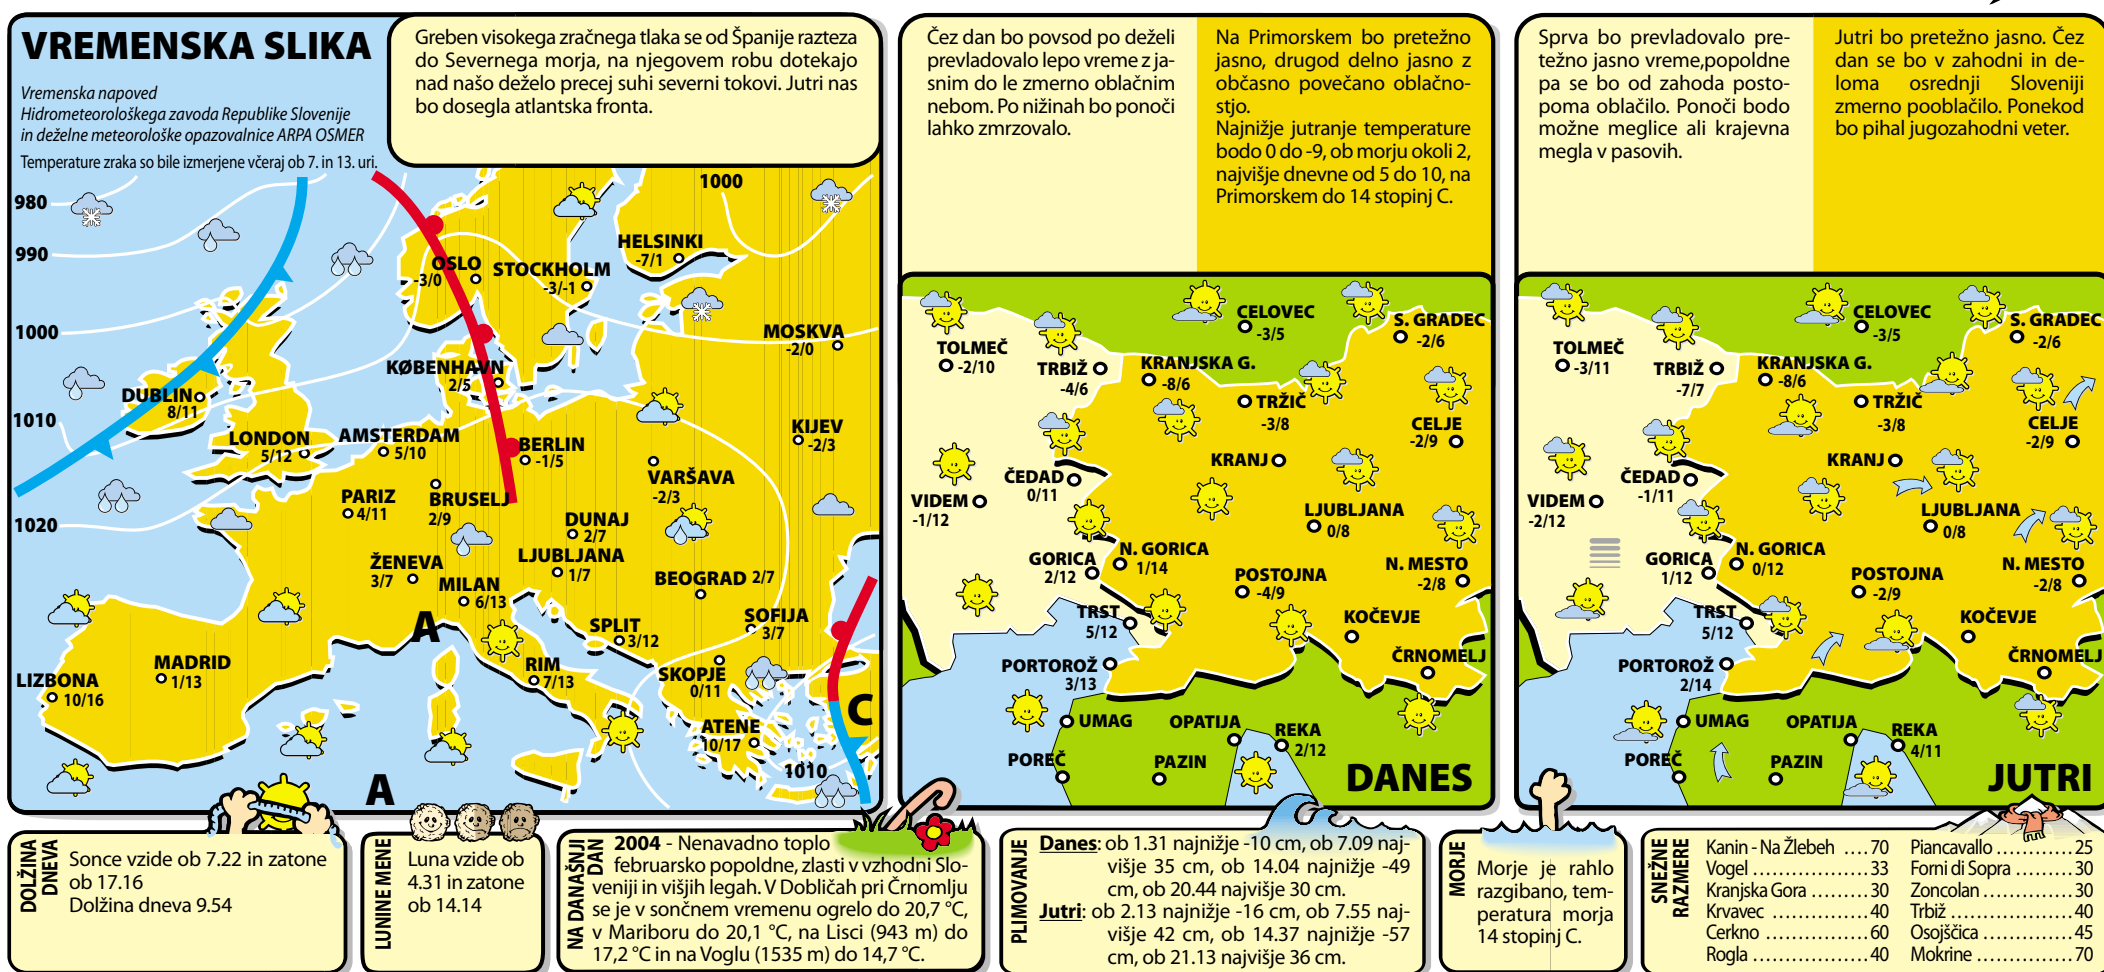 VREMENSKA SLIKA
Vremenska napoved
Hidrometeorološkega zavoda Republike Slovenije
in deželne meteorološke opazovalnice ARPA OSMER
Temperature zraka so bile izmerjene včeraj ob 7. in 13. uri.
Greben visokega zračnega tlaka se od Španije razteza
do Severnega morja, na njegovem robu dotekajo
nad našo deželo precej suhi severni tokovi. Jutri nas
bo dosegla atlantska fronta.
980
990
1000
1010
1020
1000
HELSINKI
-7/1
OSLO
-3/0
STOCKHOLM
-3/-1
MOSKVA
-2/0
KØBENHAVN
2/5
DUBLIN
8/11
LONDON
5/12
AMSTERDAM
5/10
BERLIN
-1/5
KIJEV
-2/3
VARŠAVA
-2/3
PARIZ
4/11
BRUSELJ
2/9
DUNAJ
2/7
LJUBLJANA
1/7
ŽENEVA
3/7
MILAN
6/13
BEOGRAD 2/7
SOFIJA
3/7
SPLIT
3/12
A
MADRID
1/13
LIZBONA
10/16
RIM
7/13
SKOPJE
0/11
ATENE
10/17
C
1010
A
Čez dan bo povsod po deželi
prevladovalo lepo vreme z ja-
snim do le zmerno oblačnim
nebom. Po nižinah bo ponoči
lahko zmrzovalo.
Na Primorskem bo pretežno
jasno, drugod delno jasno z
občasno povečano oblačno-
stjo.
Najnižje jutranje temperature
bodo 0 do -9, ob morju okoli 2,
najvišje dnevne od 5 do 10, na
Primorskem do 14 stopinj C.
CELOVEC
-3/5
S. GRADEC
-2/6
TOLMEČ
-2/10
TRBIŽ
-4/6
KRANJSKA G.
-8/6
TRŽIČ
-3/8
CELJE
-2/9
KRANJ
ČEDAD
0/11
VIDEM
-1/12
LJUBLJANA
0/8
GORICA
2/12
N. GORICA
1/14
POSTOJNA
-4/9
N. MESTO
-2/8
TRST
5/12
KOČEVJE
PORTOROŽ
3/13
ČRNOMELJ
UMAG
OPATIJA
REKA
2/12
POREČ
PAZIN
DANES
Sprva bo prevladovalo pre-
težno jasno vreme,popoldne
pa se bo od zahoda posto-
poma oblačilo. Ponoči bodo
možne meglice ali krajevna
megla v pasovih.
Jutri bo pretežno jasno. Čez
dan se bo v zahodni in de-
loma osrednji Sloveniji
zmerno pooblačilo. Ponekod
bo pihal jugozahodni veter.
CELOVEC
-3/5
S. GRADEC
-2/6
TOLMEČ
-3/11
TRBIŽ
-7/7
KRANJSKA G.
-8/6
TRŽIČ
-3/8
CELJE
-2/9
KRANJ
ČEDAD
-1/11
VIDEM
-2/12
LJUBLJANA
0/8
GORICA
1/12
N. GORICA
0/12
POSTOJNA
-2/9
N. MESTO
-2/8
TRST
5/12
KOČEVJE
PORTOROŽ
2/14
ČRNOMELJ
UMAG
OPATIJA
REKA
4/11
POREČ
PAZIN
JUTRI
DOLŽINA
DNEVA
Sonce vzide ob 7.22 in zatone
ob 17.16
Dolžina dneva 9.54
LUNINE MENE
Luna vzide ob
4.31 in zatone
ob 14.14
NA DANAŠNJI
DAN
2004 - Nenavadno toplo
februarsko popoldne, zlasti v vzhodni Slo-
veniji in višjih legah. V Dobličah pri Črnomlju
se je v sončnem vremenu ogrelo do 20,7 °C,
v Mariboru do 20,1 °C, na Lisci (943 m) do
17,2 °C in na Voglu (1535 m) do 14,7 °C.
PLIMOVANJE
Danes: ob 1.31 najnižje -10 cm, ob 7.09 naj-
višje 35 cm, ob 14.04 najnižje -49
cm, ob 20.44 najvišje 30 cm.
Jutri: ob 2.13 najnižje -16 cm, ob 7.55 naj-
višje 42 cm, ob 14.37 najnižje -57
cm, ob 21.13 najvišje 36 cm.
MORJE
Morje je rahlo
razgibano, tem-
peratura morja
14 stopinj C.
SNEŽNE
RAZMERE
Kanin - Na Žlebeh ....70
Vogel ....................33
Kranjska Gora .........30
Krvavec .................40
Cerkno ..................60
Rogla ....................40
Piancavallo ............25
Forni di Sopra .........30
Zoncolan ...............30
Trbiž .....................40
Osojščica ...............45
Mokrine .................70